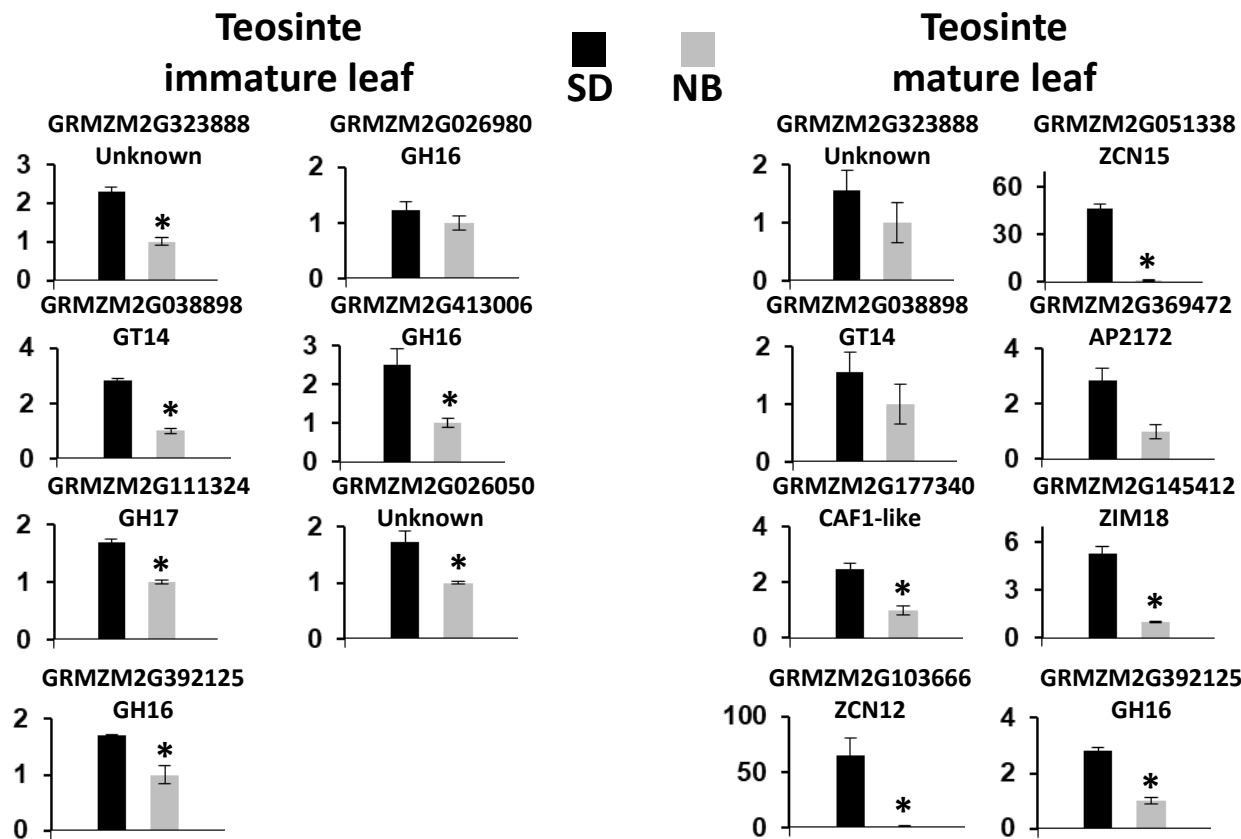 Teosinte
immature leaf
SD
NB
Teosinte
mature leaf
GRMZM2G323888
Unknown
3
2
1
0
*
GRMZM2G026980
GH16
2
1
0
GRMZM2G038898
GT14
4
2
0
*
GRMZM2G413006
GH16
3
2
1
0
*
GRMZM2G111324
GH17
2
1
0
*
GRMZM2G026050
Unknown
2
1
0
*
GRMZM2G392125
GH16
2
1
0
*
GRMZM2G323888
Unknown
2
1
0
GRMZM2G051338
ZCN15
60
30
0
*
GRMZM2G038898
GT14
2
1
0
GRMZM2G369472
AP2172
4
2
0
GRMZM2G177340
CAF1-like
4
2
0
*
GRMZM2G145412
ZIM18
6
3
0
*
GRMZM2G103666
ZCN12
100
50
0
*
GRMZM2G392125
GH16
4
2
0
*